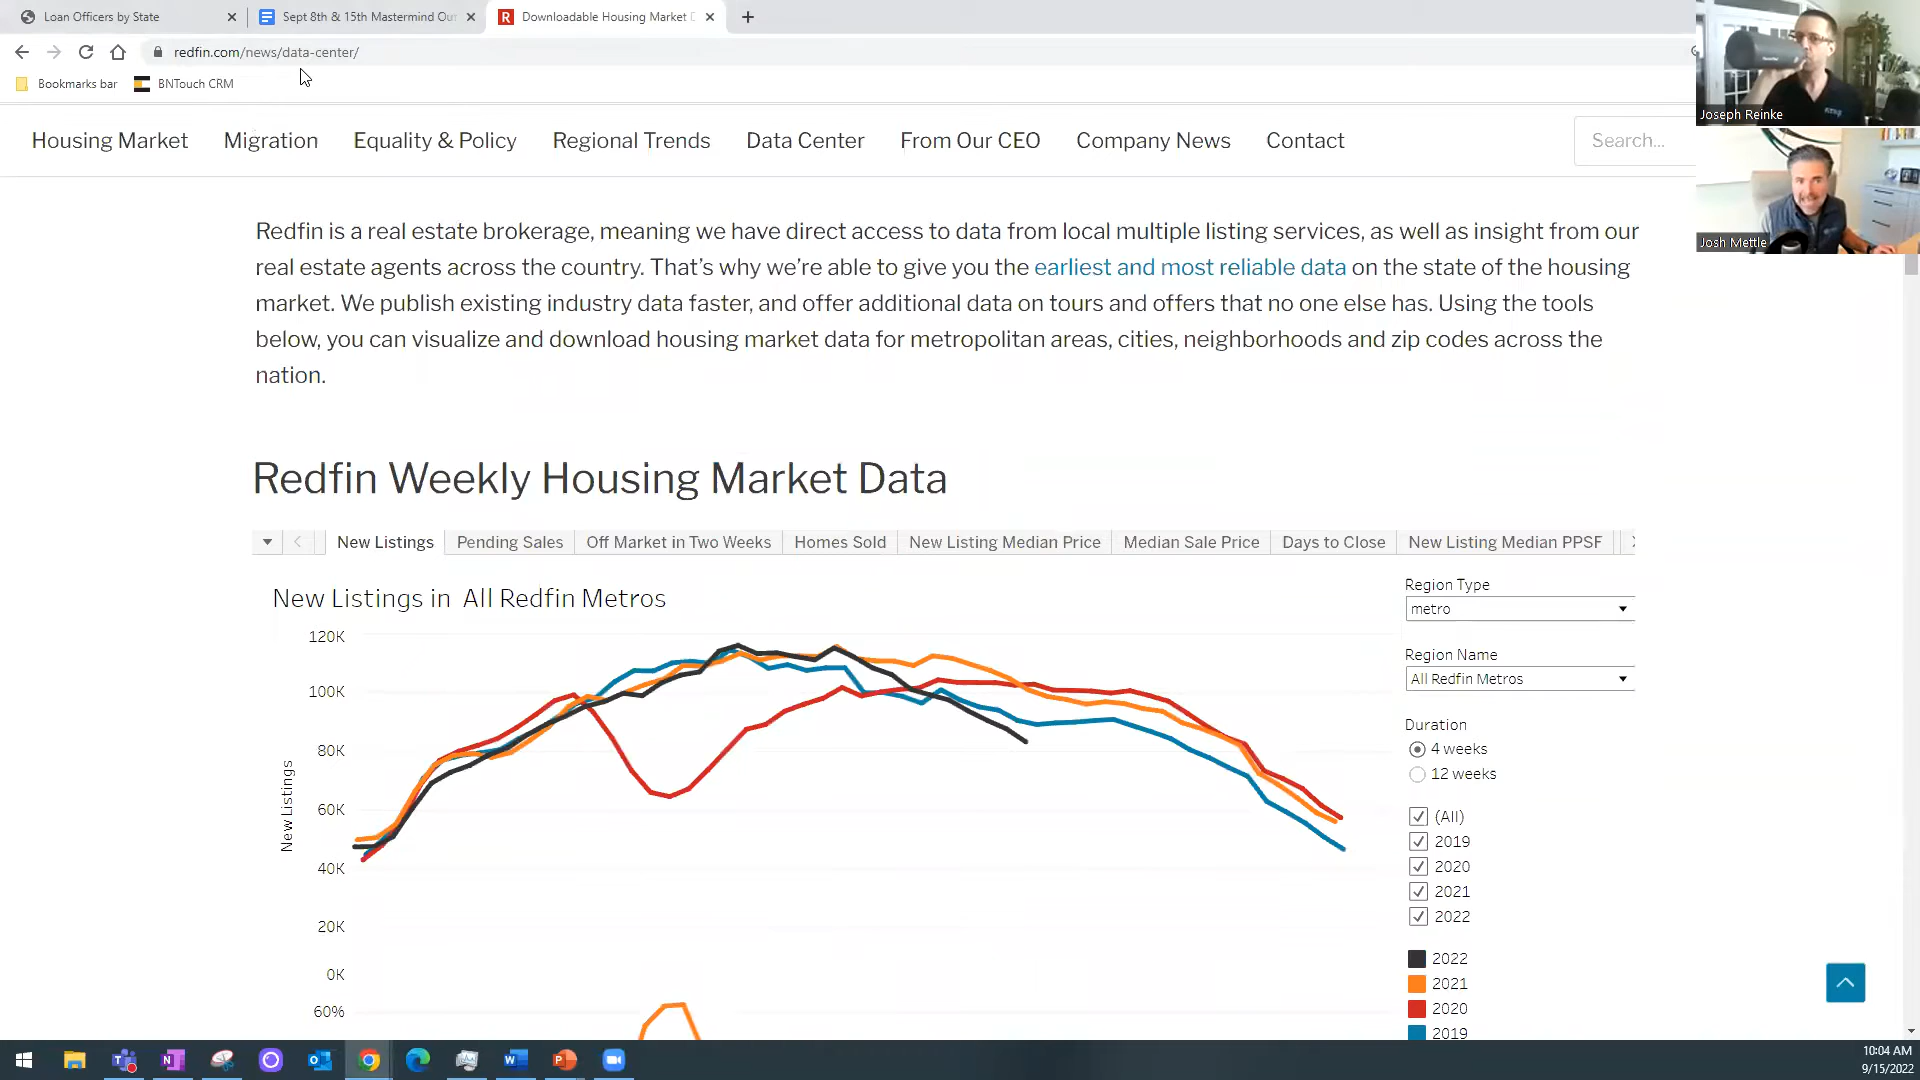 Loan Officers by State
Sept 8th & 15th Mastermind Ou
Downloadable Housing Market D
redfin.com/news/data-center/
Bookmarks bar
BNTouch CRM
Joseph Reinke
Housing Market
Migration
Equality & Policy
Regional Trends
Data Center
From Our CEO
Company News
Contact
Search...
Josh Mettle
Redfin is a real estate brokerage, meaning we have direct access to data from local multiple listing services, as well as insight from our
real estate agents across the country. That’s why we’re able to give you the earliest and most reliable data on the state of the housing
market. We publish existing industry data faster, and offer additional data on tours and offers that no one else has. Using the tools
below, you can visualize and download housing market data for metropolitan areas, cities, neighborhoods and zip codes across the
nation.
Redfin Weekly Housing Market Data
New Listings
Pending Sales
Off Market in Two Weeks
Homes Sold
New Listing Median Price
Median Sale Price
Days to Close
New Listing Median PPSF
New Listings in All Redfin Metros
120K
100K
80K
60K
40K
20K
0K
60%
New Listings
Region Type
metro
Region Name
All Redfin Metros
Duration
4 weeks
12 weeks
(All)
2019
2020
2021
2022
2022
2021
2020
2019
10:04 AM
9/15/2022